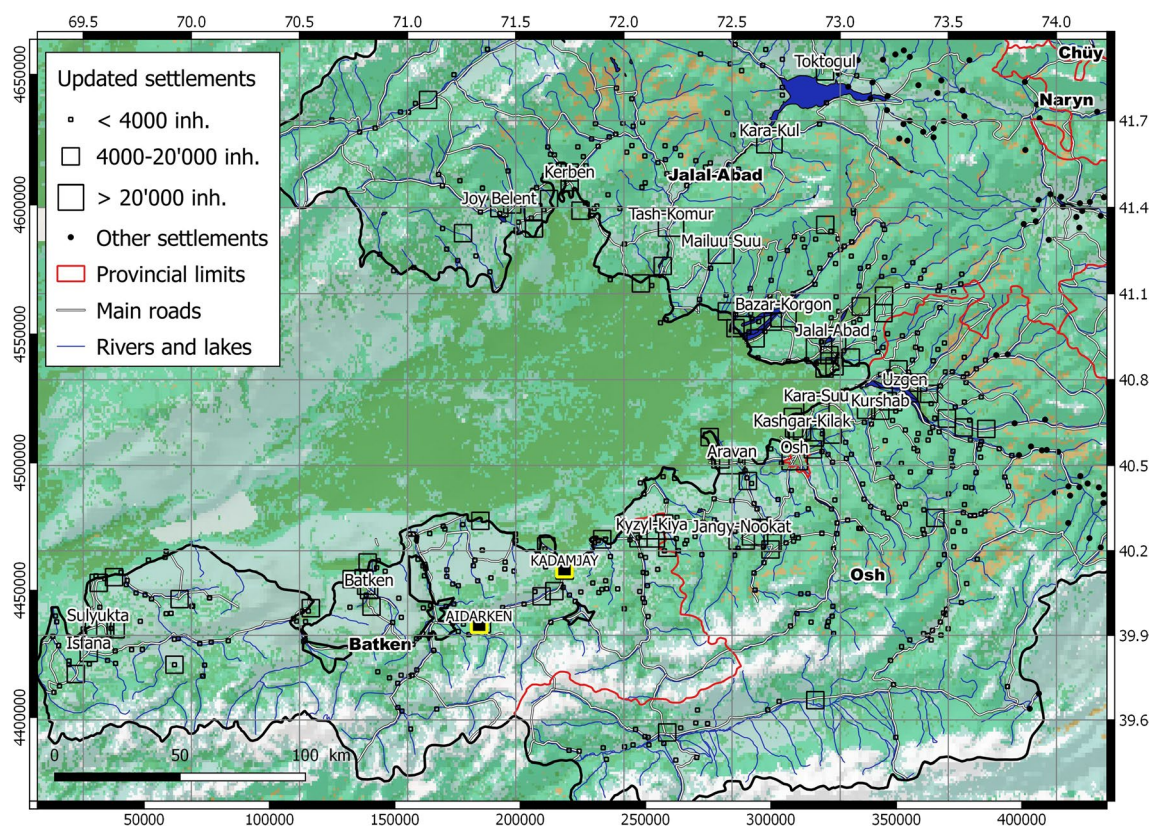 69.5 70.0 70.5 71.0 71.5 72.0 72.5 73.0 73.5 74.0
Updated settlements
< 4000 inh.
4000-20'000 inh.
> 20'000 inh.
Other settlements
Provincial limits
Main roads
Rivers and lakes
Chüy
Toktogul
Naryn
Kara-Kul
Kerben
Jalal-Abad
Joy Belent
Tash-Komur
Mailuu-Suu
Bazar-Korgon
Jalal-Abad
Uzgen
Kara-Suu
Kurshab
Kashgar-Kilak
Osh
Aravan
Kyzyl-Kiya
Jangy-Nookat
KADAMJAY
Batken
Osh
AIDARKEN
Sulyukta
Isfana
Batken
0 50 100 km
4650000
4600000
4550000
4500000
4450000
4400000
41.7
41.4
41.1
40.8
40.5
40.2
39.9
39.6
50000 100000 150000 200000 250000 300000 350000 400000